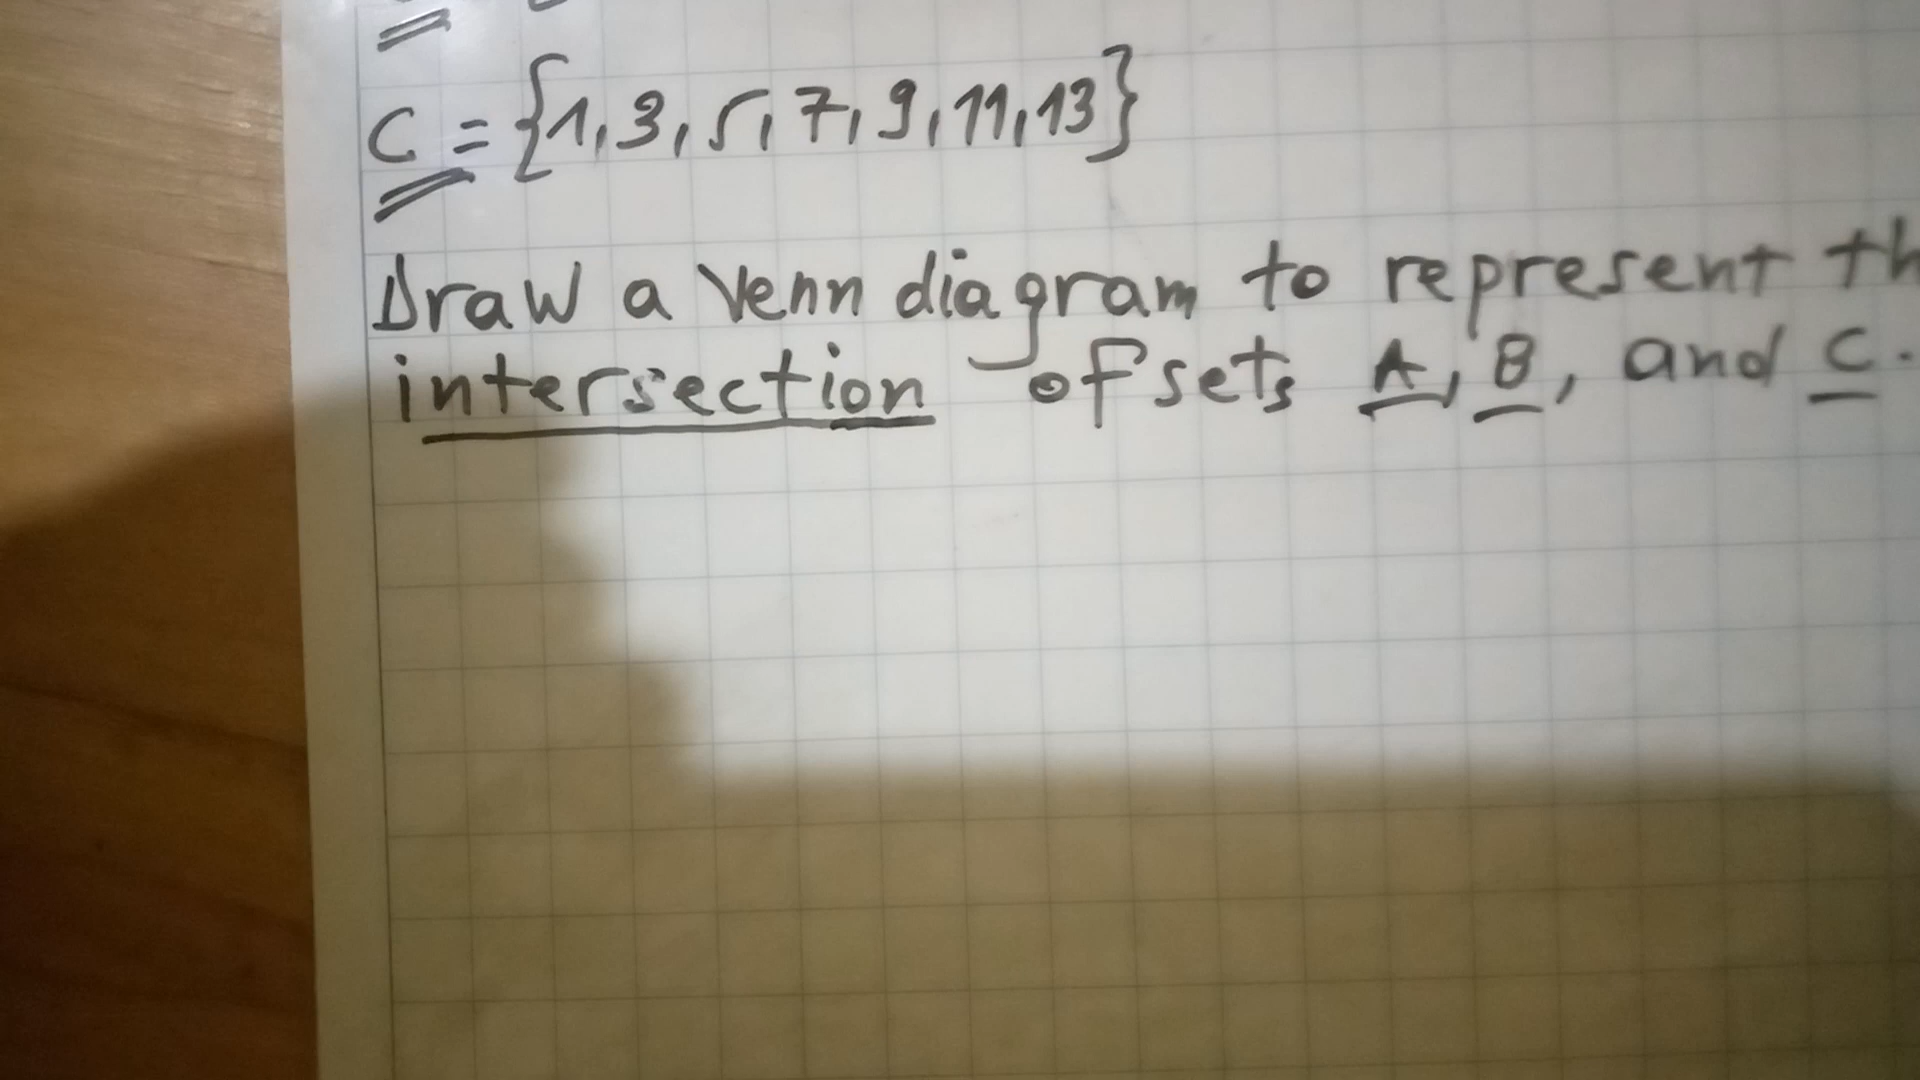 C = {1, 3, 5, 7, 9, 11, 13}
Draw a Venn diagram to represent
intersection of sets A, B, and C.